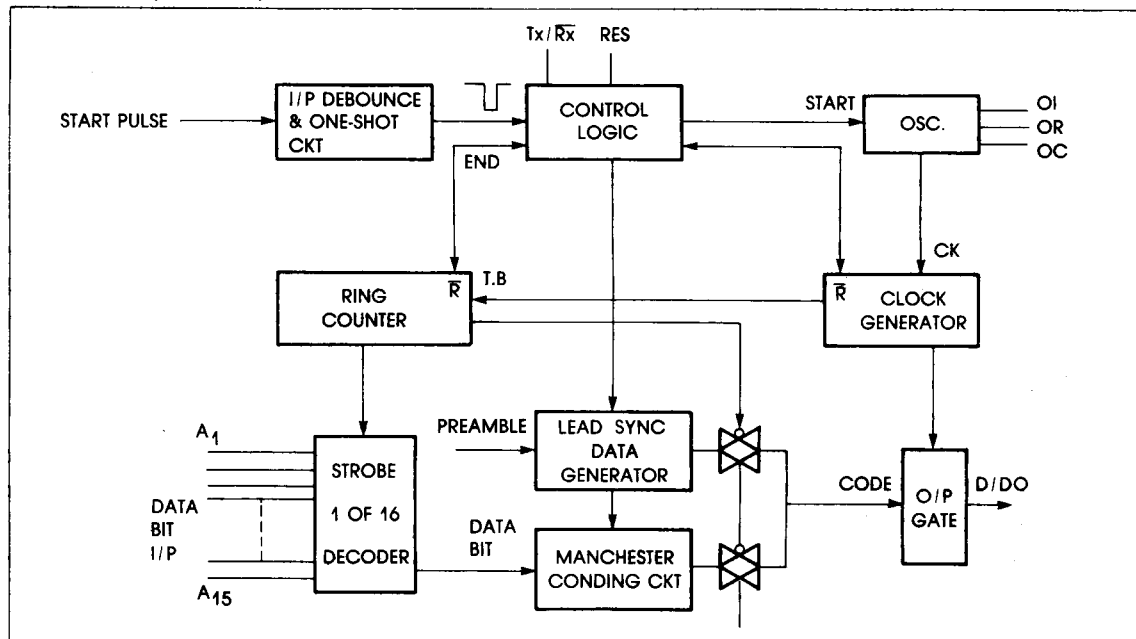 Tx/Rx RES
START PULSE
I/P DEBOUNCE
& ONE-SHOT
CKT
CONTROL
LOGIC
START
OSC.
OI
OR
OC
END
CK
R T.B
RING
COUNTER
R
CLOCK
GENERATOR
PREAMBLE
LEAD SYNC
DATA
GENERATOR
A1
DATA
BIT
I/P
A15
STROBE
1 OF 16
DECODER
DATA
BIT
MANCHESTER
CONDING CKT
CODE
O/P
GATE
D/DO